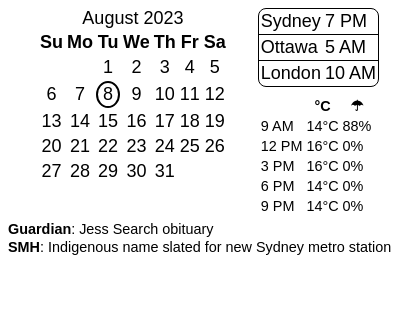 August 2023
Su Mo Tu We Th Fr Sa
1 2 3 4 5
6 7 8 9 10 11 12
13 14 15 16 17 18 19
20 21 22 23 24 25 26
27 28 29 30 31
Sydney 7 PM
Ottawa 5 AM
London 10 AM
°C ☂
9 AM 14°C 88%
12 PM 16°C 0%
3 PM 16°C 0%
6 PM 14°C 0%
9 PM 14°C 0%
Guardian: Jess Search obituary
SMH: Indigenous name slated for new Sydney metro station